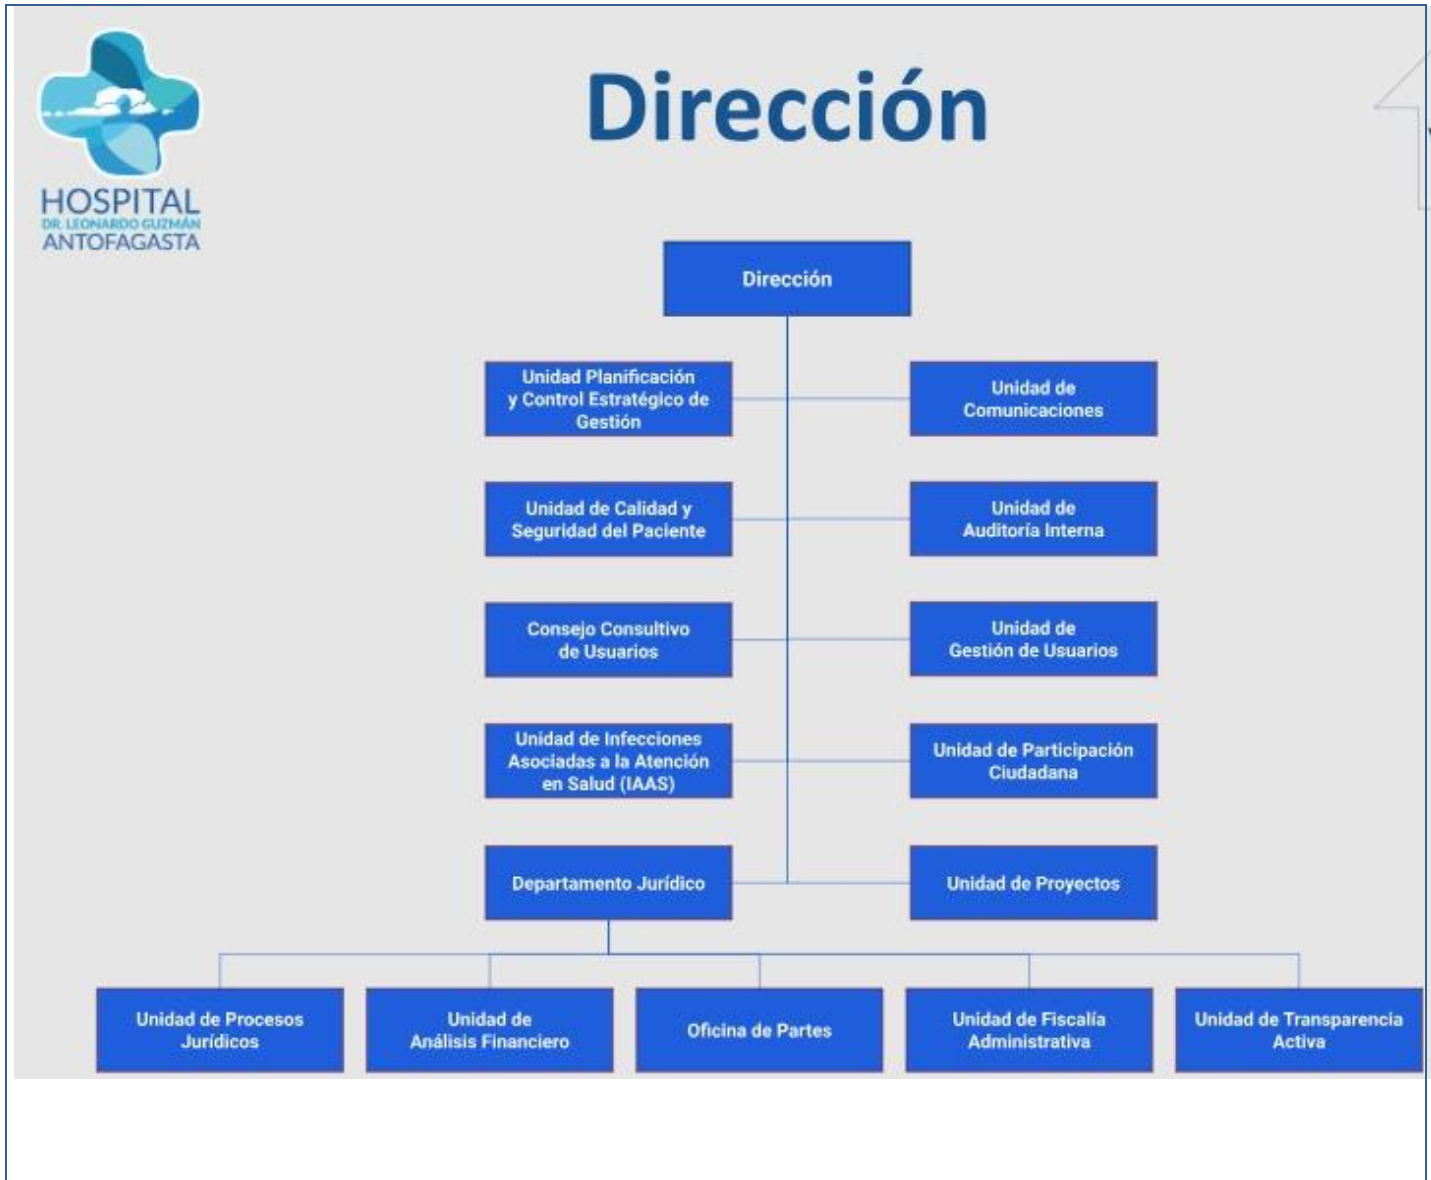 Dirección
HOSPITAL
DR. LEONARDO GUZMÁN
ANTOFAGASTA
Dirección
Unidad Planificación
y Control Estratégico de
Gestión
Unidad de
Comunicaciones
Unidad de Calidad y
Seguridad del Paciente
Unidad de
Auditoría Interna
Consejo Consultivo
de Usuarios
Unidad de
Gestión de Usuarios
Unidad de Infecciones
Asociadas a la Atención
en Salud (IAAS)
Unidad de Participación
Ciudadana
Departamento Jurídico
Unidad de Proyectos
Unidad de Procesos
Jurídicos
Unidad de
Análisis Financiero
Oficina de Partes
Unidad de Fiscalía
Administrativa
Unidad de Transparencia
Activa